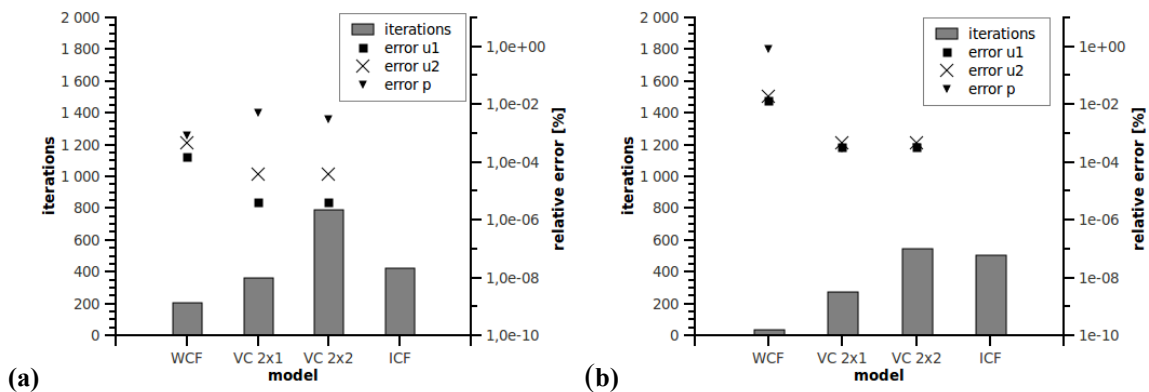 2 000
1 800
1 600
1 400
1 200
1 000
800
600
400
200
0
iterations
iterations
error u1
error u2
error p
1,0e+00
1,0e-02
1,0e-04
1,0e-06
1,0e-08
1,0e-10
relative error [%]
WCF VC 2x1 VC 2x2 ICF
model
(a)
2 000
1 800
1 600
1 400
1 200
1 000
800
600
400
200
0
iterations
iterations
error u1
error u2
error p
1e+00
1e-02
1e-04
1e-06
1e-08
1e-10
relative error [%]
WCF VC 2x1 VC 2x2 ICF
model
(b)